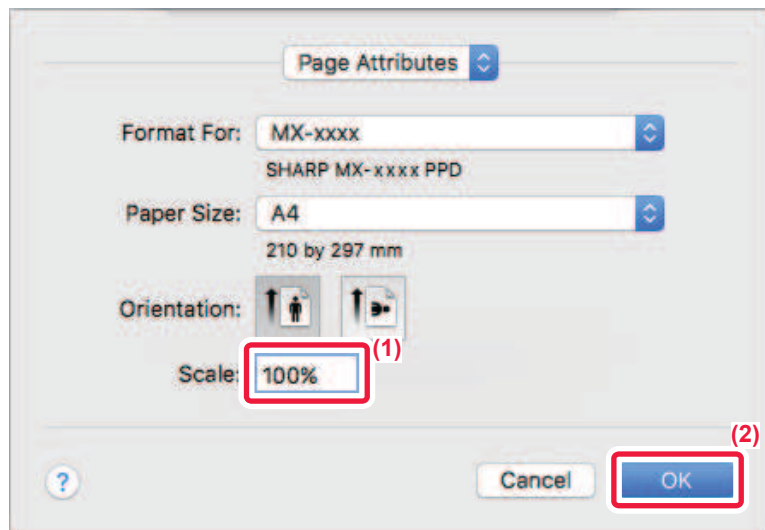 Page Attributes
Format For: MX-xxxx
SHARP MX-xxxx PPD
Paper Size: A4
210 by 297 mm
Orientation:
(1)
Scale: 100%
(2)
? Cancel OK